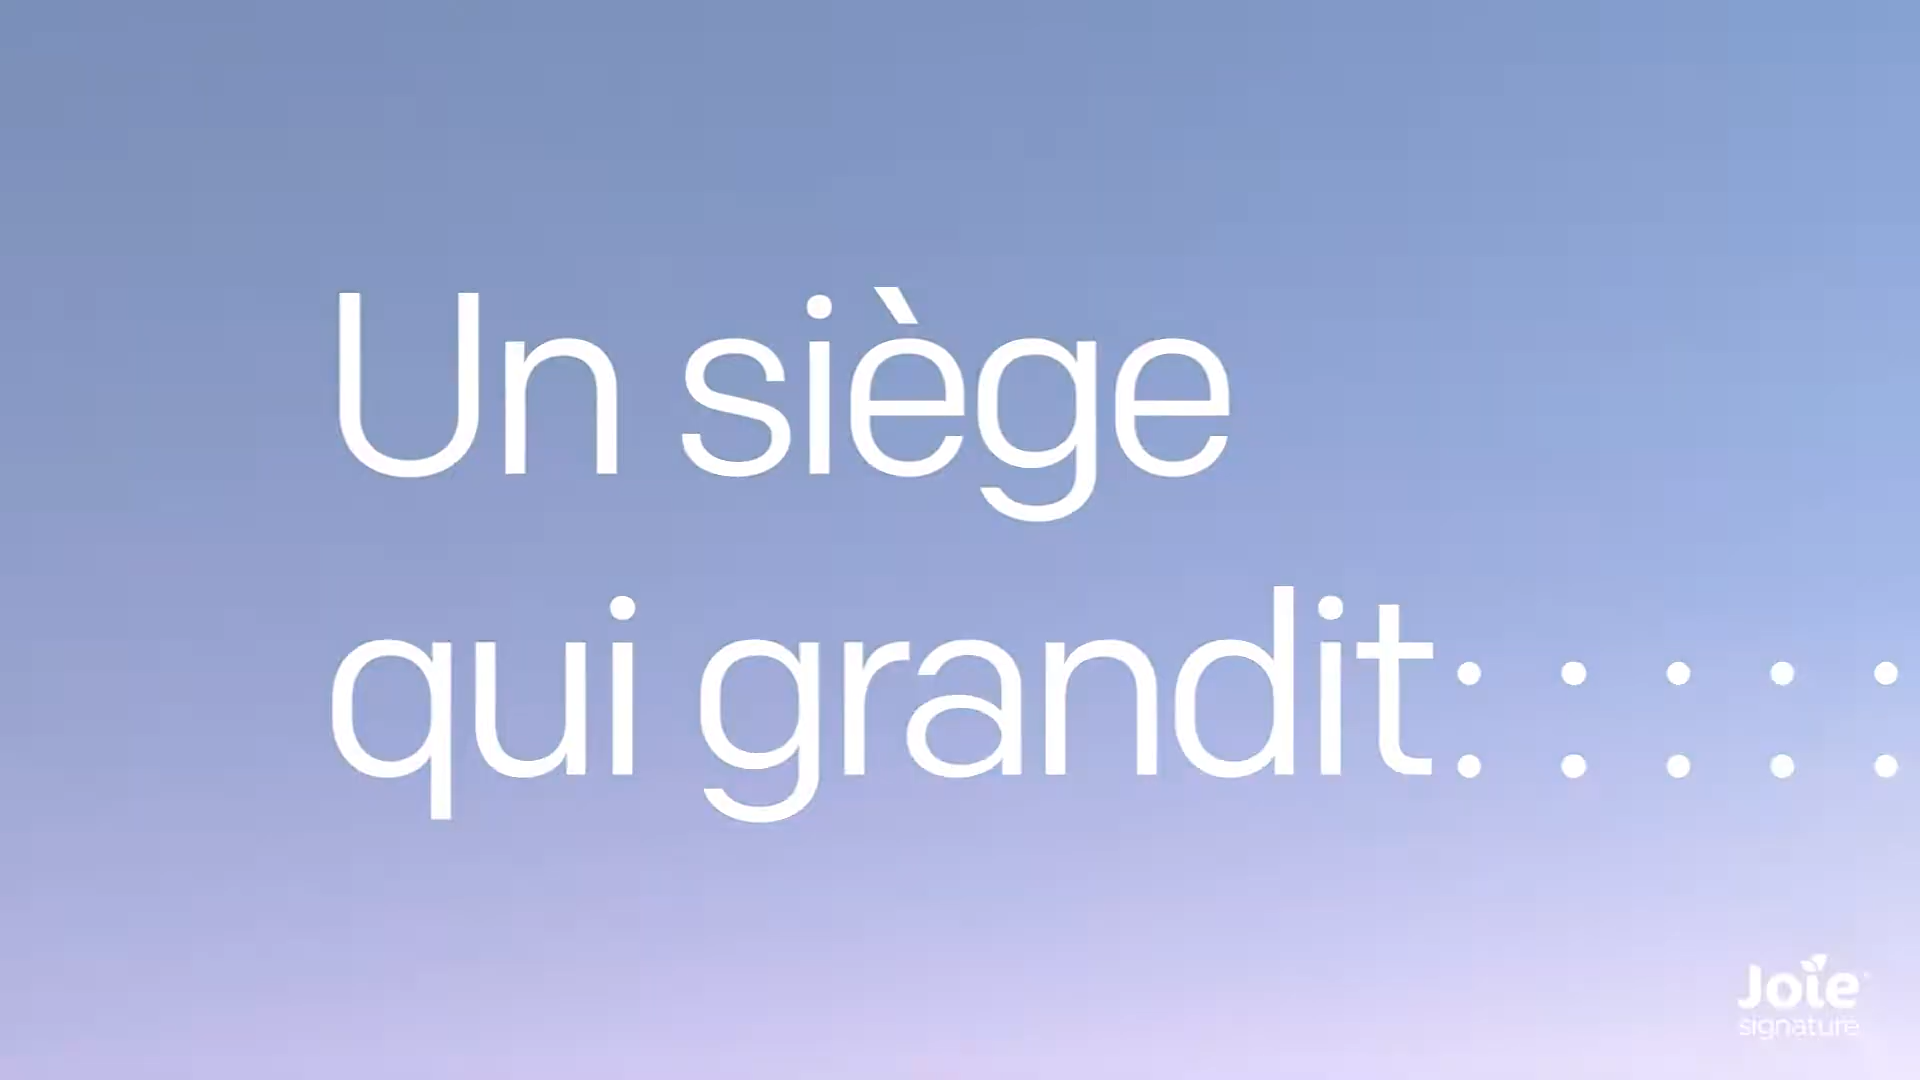 Un siège
qui grandit: : : : :
Joie
signature